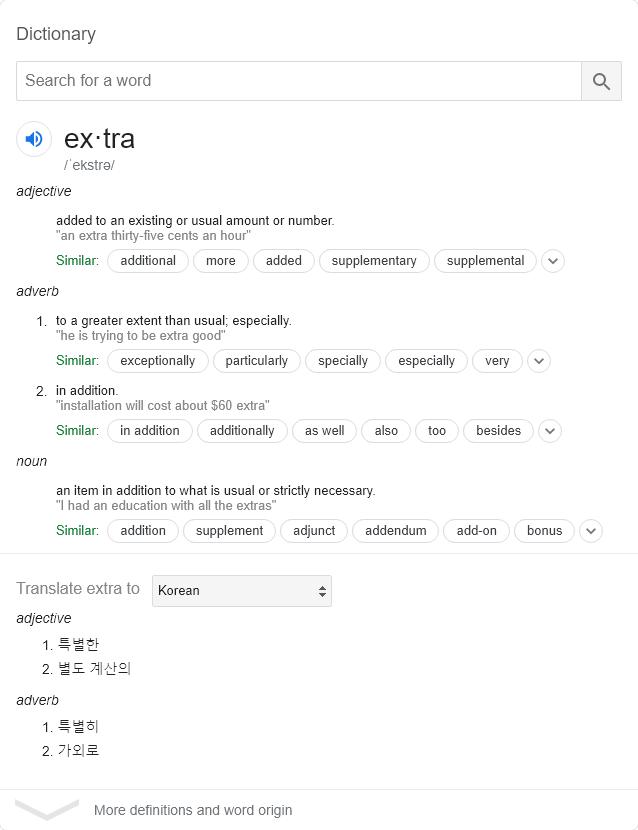 Dictionary
Search for a word
ex·tra
/ˈekstrə/
adjective
added to an existing or usual amount or number.
"an extra thirty-five cents an hour"
Similar: additional more added supplementary supplemental
adverb
1. to a greater extent than usual; especially.
"he is trying to be extra good"
Similar: exceptionally particularly specially especially very
2. in addition.
"installation will cost about $60 extra"
Similar: in addition additionally as well also too besides
noun
an item in addition to what is usual or strictly necessary.
"I had an education with all the extras"
Similar: addition supplement adjunct addendum add-on bonus
Translate extra to Korean
adjective
1. 특별한
2. 별도 계산의
adverb
1. 특별히
2. 가외로
More definitions and word origin